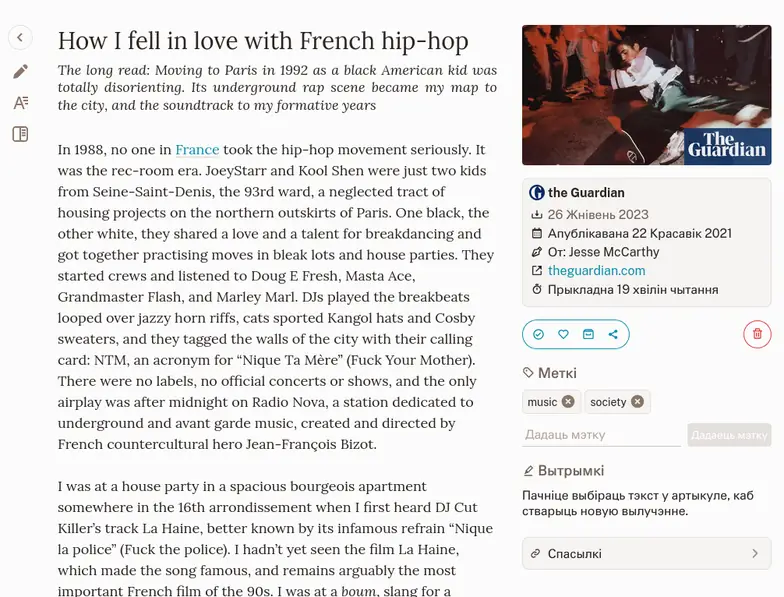 How I fell in love with French hip-hop
The long read: Moving to Paris in 1992 as a black American kid was
totally disorienting. Its underground rap scene became my map to
the city, and the soundtrack to my formative years
In 1988, no one in France took the hip-hop movement seriously. It
was the rec-room era. JoeyStarr and Kool Shen were just two kids
from Seine-Saint-Denis, the 93rd ward, a neglected tract of
housing projects on the northern outskirts of Paris. One black, the
other white, they shared a love and a talent for breakdancing and
got together practising moves in bleak lots and house parties. They
started crews and listened to Doug E Fresh, Masta Ace,
Grandmaster Flash, and Marley Marl. DJs played the breakbeats
looped over jazzy horn riffs, cats sported Kangol hats and Cosby
sweaters, and they tagged the walls of the city with their calling
card: NTM, an acronym for “Nique Ta Mère” (Fuck Your Mother).
There were no labels, no official concerts or shows, and the only
airplay was after midnight on Radio Nova, a station dedicated to
underground and avant garde music, created and directed by
French countercultural hero Jean-François Bizot.
I was at a house party in a spacious bourgeois apartment
somewhere in the 16th arrondissement when I first heard DJ Cut
Killer’s track La Haine, better known by its infamous refrain “Nique
la police” (Fuck the police). I hadn’t yet seen the film La Haine,
which made the song famous, and remains arguably the most
important French film of the 90s. I was at a boum, slang for a
The
Guardian
the Guardian
26 Жнівень 2023
Апублікавана 22 Красавік 2021
От: Jesse McCarthy
theguardian.com
Прыкладна 19 хвілін чытання
Меткі
music
society
Дадаць мэтку
Дадаець мэтку
Вытрымкі
Пачніце выбіраць тэкст у артыкуле, каб
стварыць новую вылучэнне.
Спасылкі